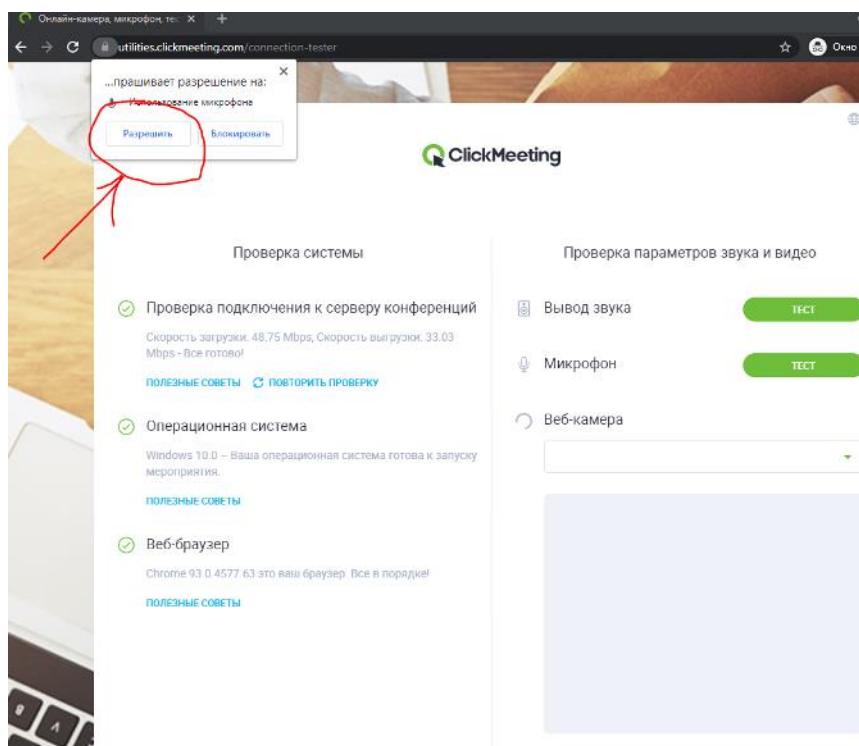 Онлайн-камера, микрофон, тес
utilities.clickmeeting.com/connection-tester
Окно
...прашивает разрешение на:
Использование микрофона
Разрешить
Блокировать
ClickMeeting
Проверка системы
Проверка параметров звука и видео
Проверка подключения к серверу конференций
Скорость загрузки: 48,75 Mbps, Скорость выгрузки: 33.03
Mbps - Все готово!
ПОЛЕЗНЫЕ СОВЕТЫ
ПОВТОРИТЬ ПРОВЕРКУ
Операционная система
Windows 10.0 – Ваша операционная система готова к запуску
мероприятия.
ПОЛЕЗНЫЕ СОВЕТЫ
Веб-браузер
Chrome 93.0.4577.63 это ваш браузер. Все в порядке!
ПОЛЕЗНЫЕ СОВЕТЫ
Вывод звука
ТЕСТ
Микрофон
ТЕСТ
Веб-камера